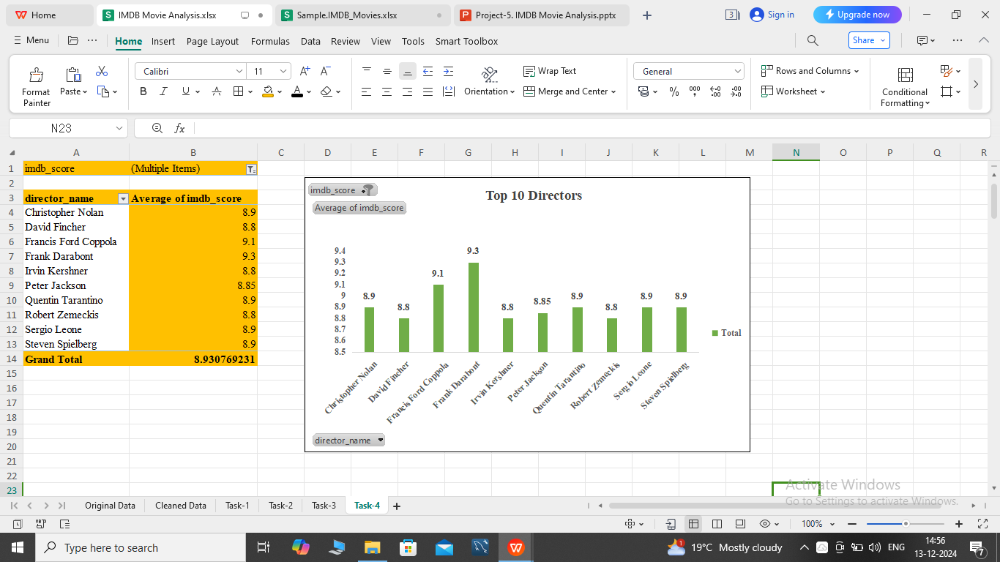 Home IMDB Movie Analysis.xlsx Sample.IMDB_Movies.xlsx Project-5. IMDB Movie Analysis.pptx Sign in Upgrade now
Menu Home Insert Page Layout Formulas Data Review View Tools Smart Toolbox Share
Format Painter Paste Calibri 11 Wrap Text General Rows and Columns
B I U A Orientation Merge and Center % Worksheet Conditional Formatting
N23 fx
A B C D E F G H I J K L M N O P Q R
1 imdb_score (Multiple Items)
2
3 director_name Average of imdb_score
4 Christopher Nolan 8.9
5 David Fincher 8.8
6 Francis Ford Coppola 9.1
7 Frank Darabont 9.3
8 Irvin Kershner 8.8
9 Peter Jackson 8.85
10 Quentin Tarantino 8.9
11 Robert Zemeckis 8.8
12 Sergio Leone 8.9
13 Steven Spielberg 8.9
14 Grand Total 8.930769231
15
16
17
18
19
20
21
22
23
imdb_score
Top 10 Directors
Average of imdb_score
9.4
9.3
9.2
9.1
9
8.9
8.8
8.7
8.6
8.5
8.9 8.8 9.1 9.3 8.8 8.85 8.9 8.8 8.9 8.9
Total
Christopher Nolan
David Fincher
Francis Ford Coppola
Frank Darabont
Irvin Kershner
Peter Jackson
Quentin Tarantino
Robert Zemeckis
Sergio Leone
Steven Spielberg
director_name
Activate Windows
Go to Settings to activate Windows.
Original Data Cleaned Data Task-1 Task-2 Task-3 Task-4
100%
Type here to search 1 19°C Mostly cloudy ENG 14:56
13-12-2024 7